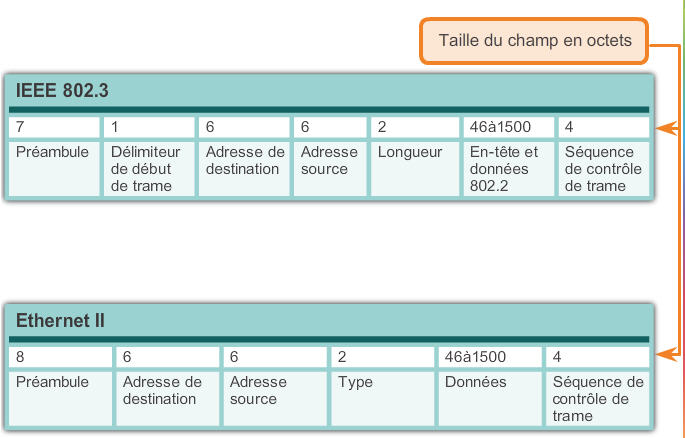 Taille du champ en octets
IEEE 802.3
7 1 6 6 2 46à1500 4
Préambule Délimiteur Adresse de Adresse Longueur En-tête et Séquence
de début destination source données de contrôle
de trame 802.2 de trame
Ethernet II
8 6 6 2 46à1500 4
Préambule Adresse de Adresse Type Données Séquence de
destination source contrôle de
trame